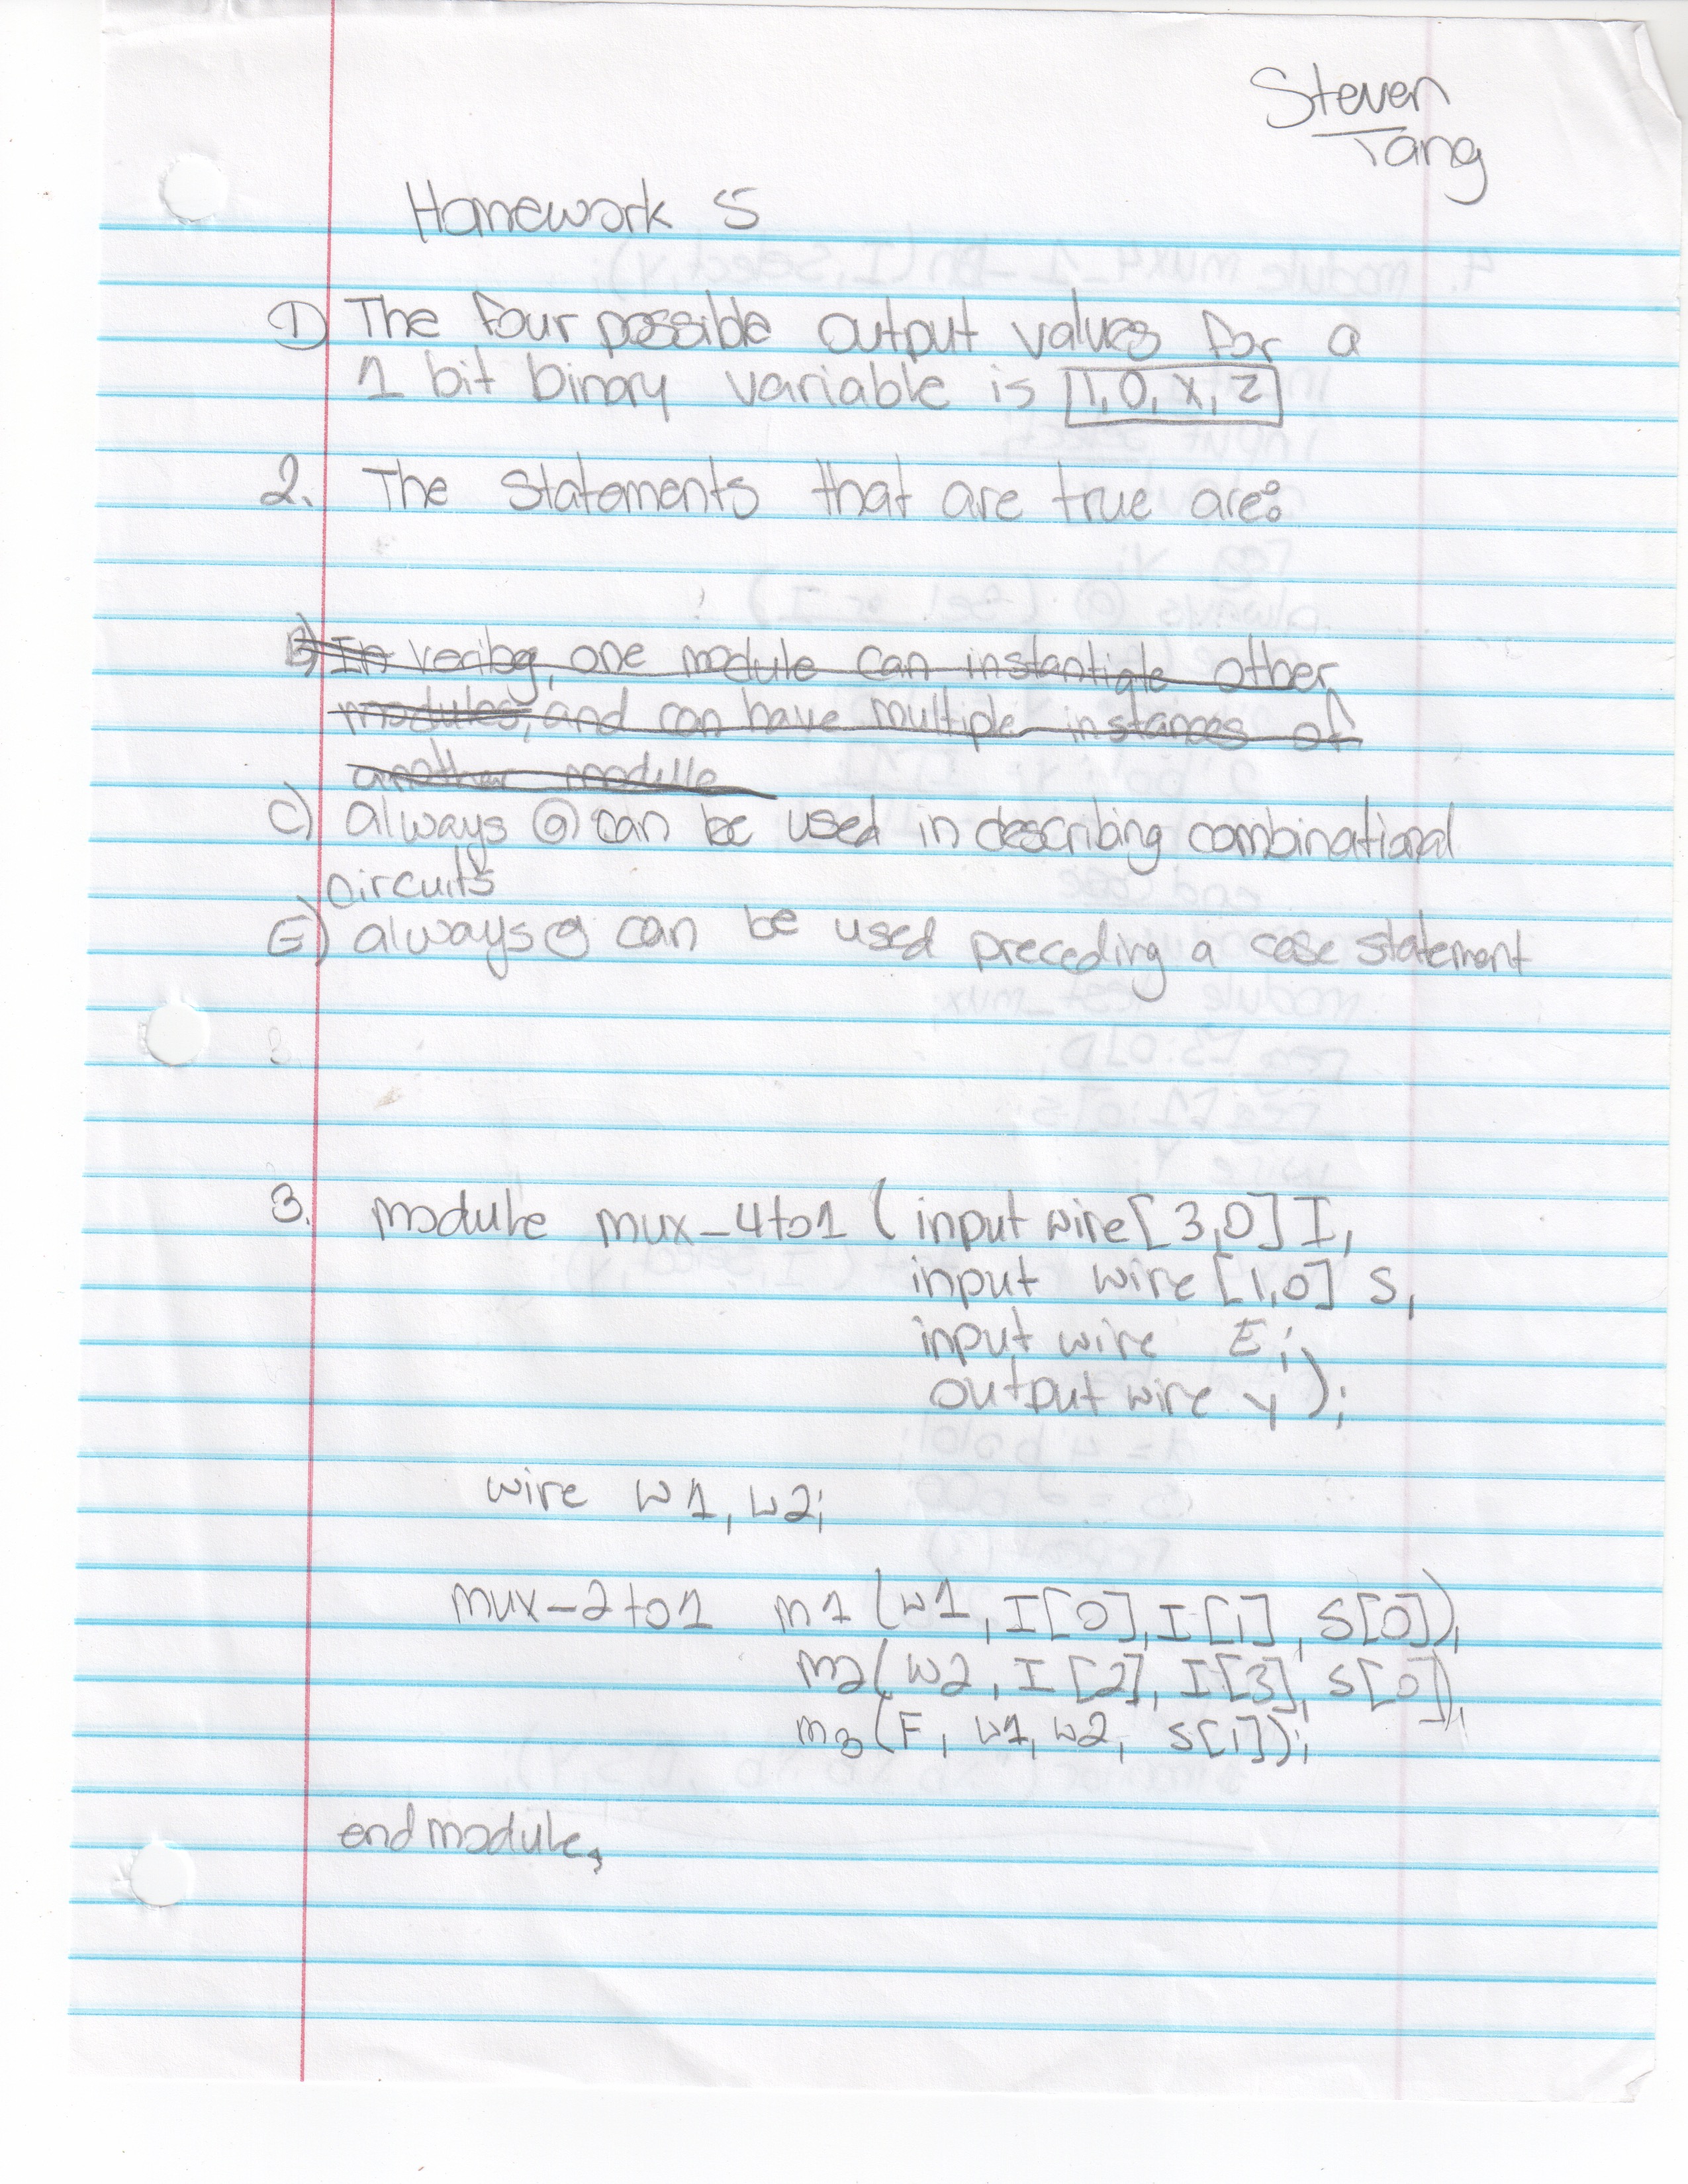 Steven
Tang
Homework 5
1) The four possible output values for a
1 bit binary variable is 1, 0, x, z
2. The statements that are true are:
B) In verilog, one module can instantiate other
modules, and can have multiple instances of
another module
C) always @ can be used in describing combinational
circuits
E) always @ can be used preceding a case statement
3. module mux_4to1 (input wire [3,0] I,
input wire [1,0] S,
input wire E;
output wire y);
wire w1, w2;
mux_2to1 m1 (w1, I[0], I[1], S[0]),
m2(w2, I[2], I[3], S[0]),
m3(F, w1, w2, S[1]);
endmodule,